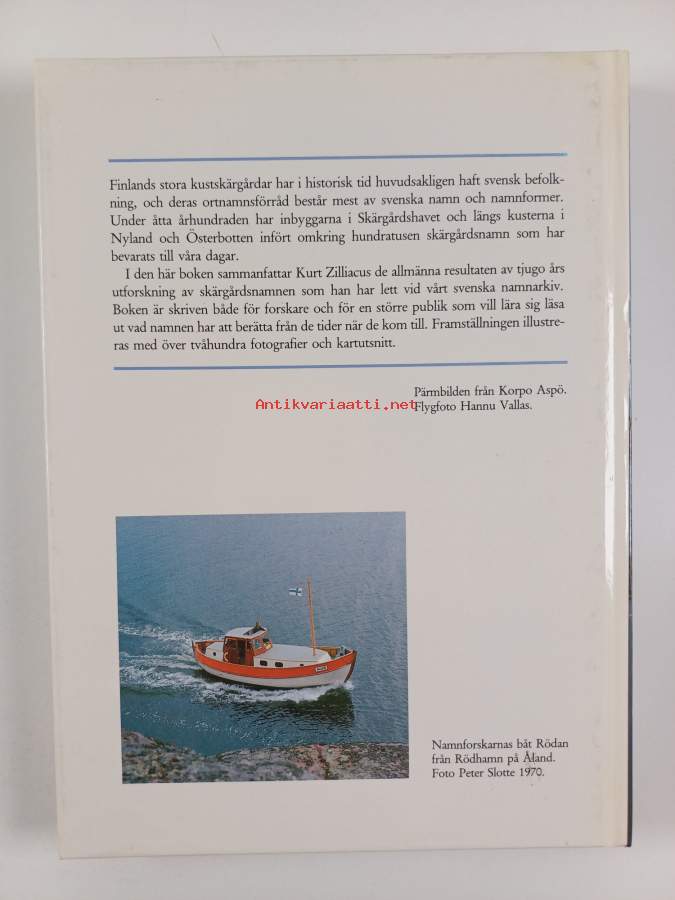 Finlands stora kustskärgårdar har i historisk tid huvudsakligen haft svensk befolk-
ning, och deras ortnamnsförråd består mest av svenska namn och namnformer.
Under åtta århundraden har inbyggarna i Skärgårdshavet och längs kusterna i
Nyland och Österbotten infört omkring hundratusen skärgårdsnamn som har
bevarats till våra dagar.
I den här boken sammanfattar Kurt Zilliacus de allmänna resultaten av tjugo års
utforskning av skärgårdsnamnen som han har lett vid vårt svenska namnarkiv.
Boken är skriven både för forskare och för en större publik som vill lära sig läsa
ut vad namnen har att berätta från de tider när de kom till. Framställningen illustre-
ras med över tvåhundra fotografier och kartutsnitt.
Pärmbilden från Korpo Aspö.
Antikvariaatti.net
Flygfoto Hannu Vallas.
Namnforskarnas båt Rödan
från Rödhamn på Åland.
Foto Peter Slotte 1970.